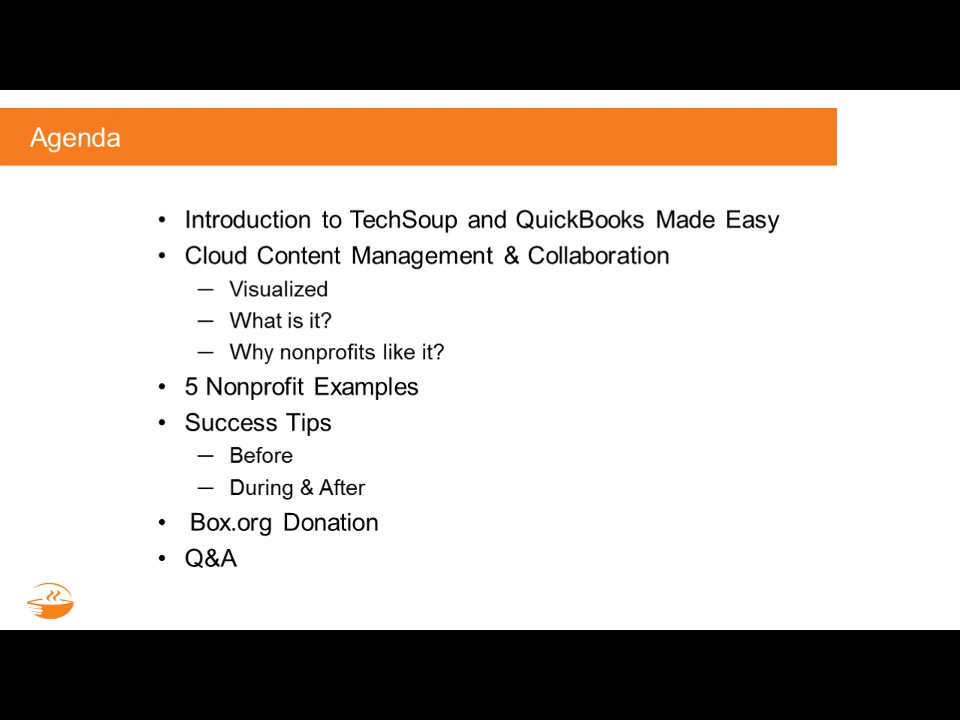 Agenda
• Introduction to TechSoup and QuickBooks Made Easy
• Cloud Content Management & Collaboration
— Visualized
— What is it?
— Why nonprofits like it?
• 5 Nonprofit Examples
• Success Tips
— Before
— During & After
• Box.org Donation
• Q&A